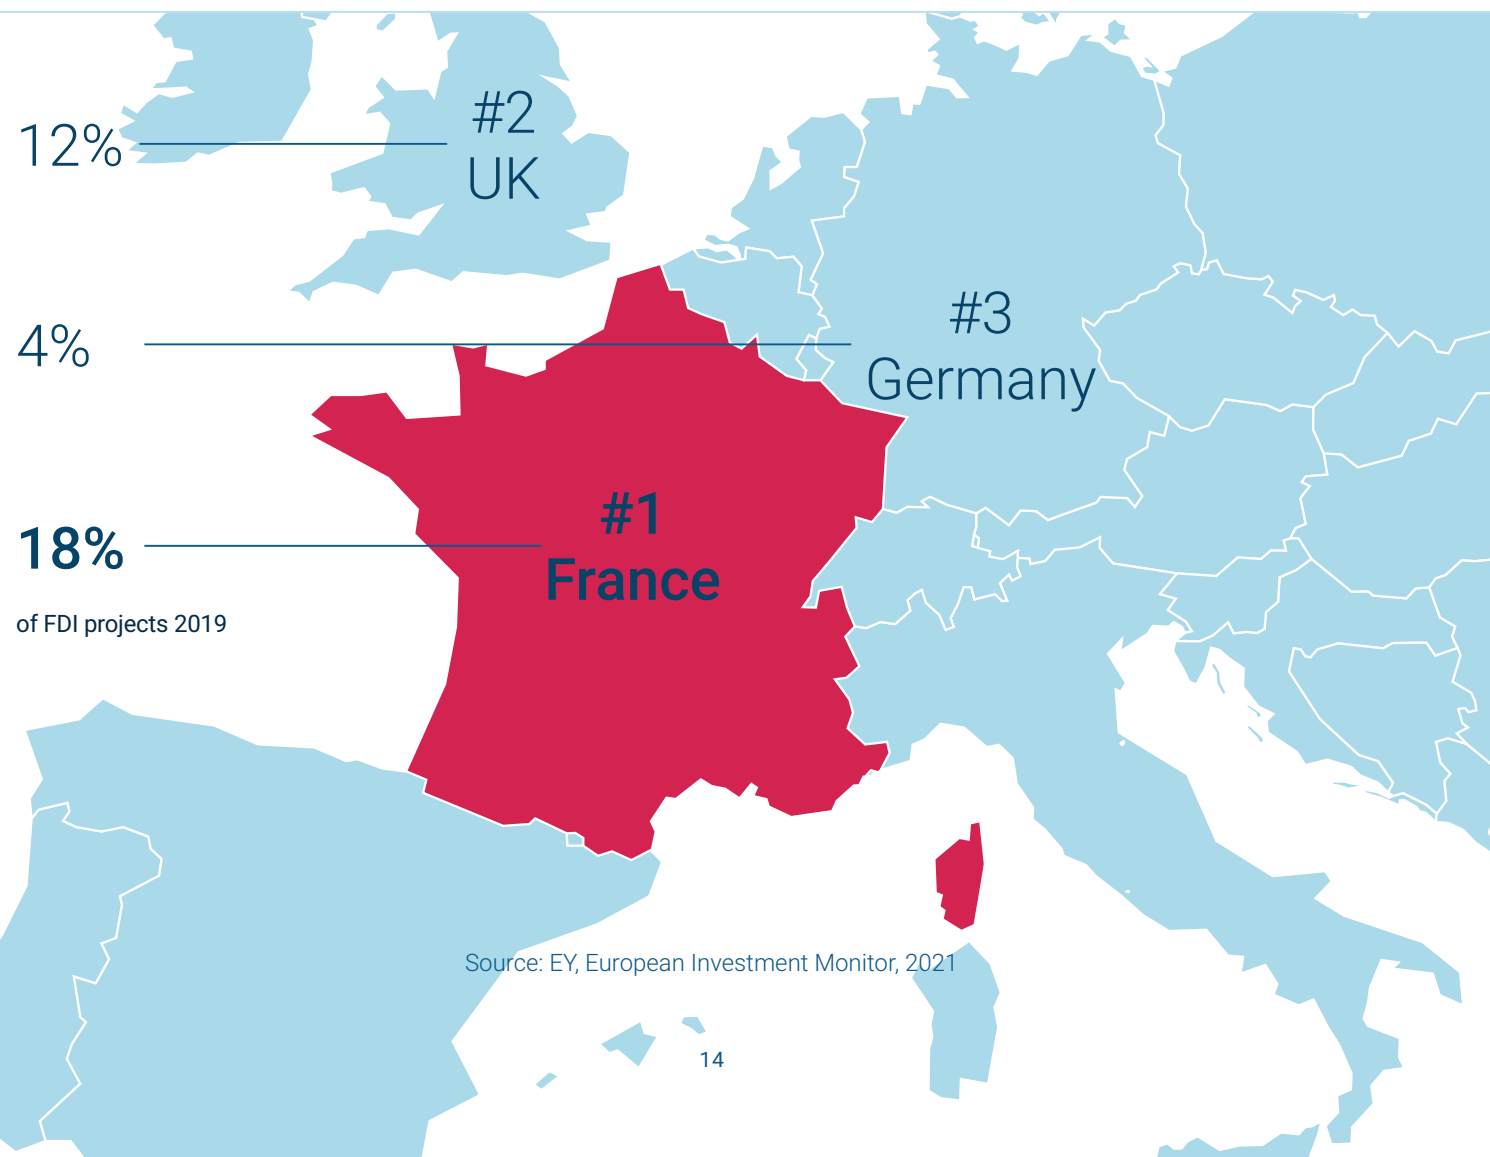 #2
UK
12%
#3
Germany
4%
#1
France
18%
of FDI projects 2019
Source: EY, European Investment Monitor, 2021
14